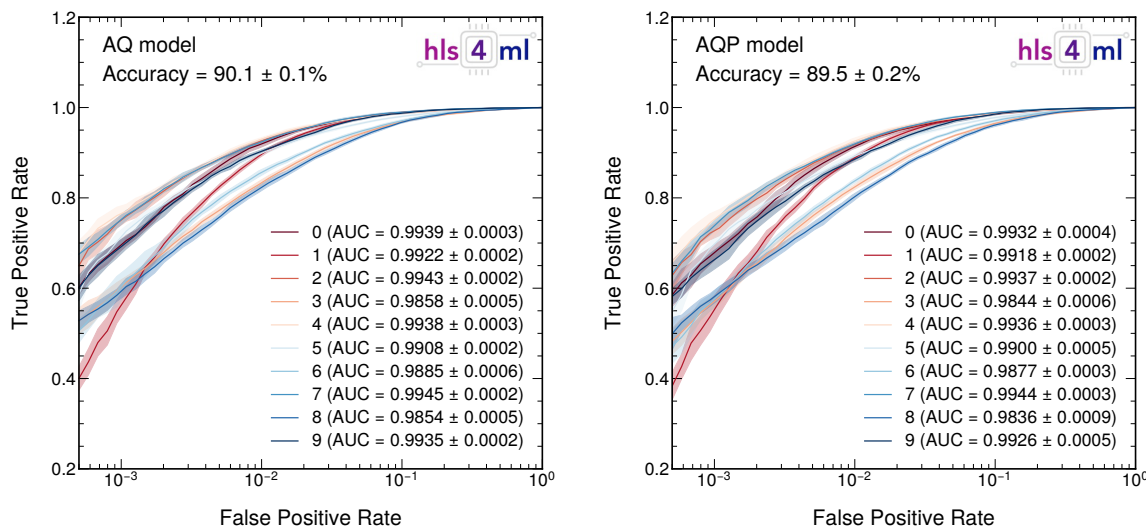 AQ model
Accuracy = 90.1 ± 0.1%
hls 4 ml
True Positive Rate
1.2
1.0
0.8
0.6
0.4
0.2
0 (AUC = 0.9939 ± 0.0003)
1 (AUC = 0.9922 ± 0.0002)
2 (AUC = 0.9943 ± 0.0002)
3 (AUC = 0.9858 ± 0.0005)
4 (AUC = 0.9938 ± 0.0003)
5 (AUC = 0.9908 ± 0.0002)
6 (AUC = 0.9885 ± 0.0006)
7 (AUC = 0.9945 ± 0.0002)
8 (AUC = 0.9854 ± 0.0005)
9 (AUC = 0.9935 ± 0.0002)
10⁻³ 10⁻² 10⁻¹ 10⁰
False Positive Rate
AQP model
Accuracy = 89.5 ± 0.2%
hls 4 ml
True Positive Rate
1.2
1.0
0.8
0.6
0.4
0.2
0 (AUC = 0.9932 ± 0.0004)
1 (AUC = 0.9918 ± 0.0002)
2 (AUC = 0.9937 ± 0.0002)
3 (AUC = 0.9844 ± 0.0006)
4 (AUC = 0.9936 ± 0.0003)
5 (AUC = 0.9900 ± 0.0005)
6 (AUC = 0.9877 ± 0.0003)
7 (AUC = 0.9944 ± 0.0003)
8 (AUC = 0.9836 ± 0.0009)
9 (AUC = 0.9926 ± 0.0005)
10⁻³ 10⁻² 10⁻¹ 10⁰
False Positive Rate